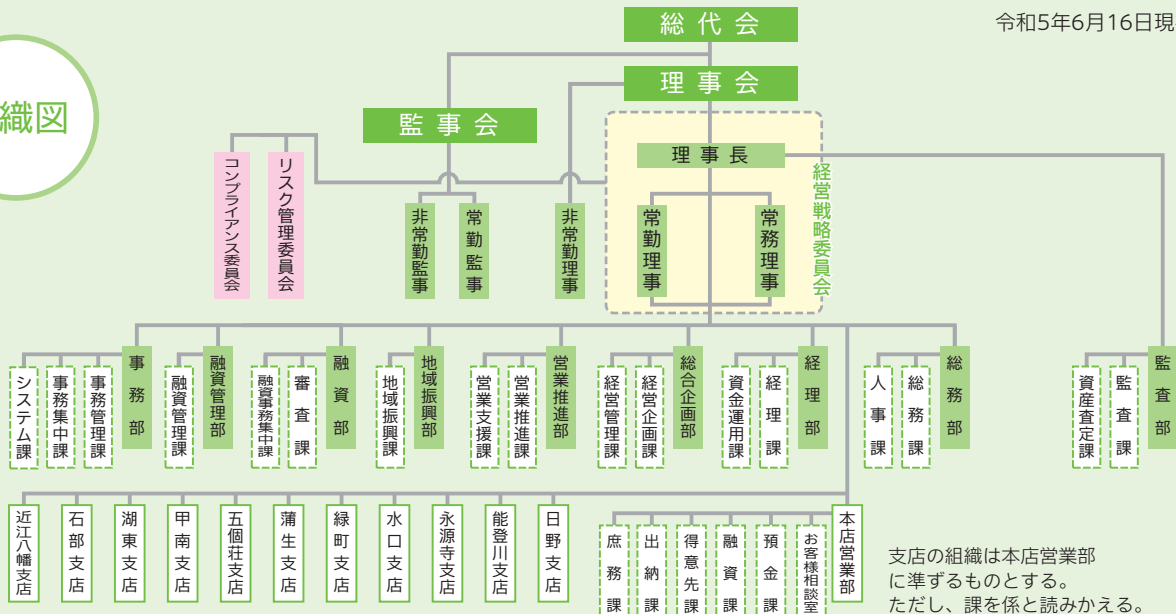 令和5年6月16日現
織図
総代会
理事会
監事会
理事長
経営戦略委員会
コンプライアンス委員会
リスク管理委員会
非常勤監事
常勤監事
非常勤理事
常勤理事
常務理事
システム課
事務集中課
事務管理課
事務部
融資管理課
融資管理部
融資事務集中課
審査課
融資部
地域振興課
地域振興部
営業支援課
営業推進課
営業推進部
経営管理課
経営企画課
総合企画部
資金運用課
経理課
経理部
人事課
総務課
総務部
資産査定課
監査課
監査部
近江八幡支店
石部支店
湖東支店
甲南支店
五個荘支店
蒲生支店
緑町支店
水口支店
永源寺支店
能登川支店
日野支店
庶務課
出納課
得意先課
融資課
預金課
お客様相談室
本店営業部
支店の組織は本店営業部
に準ずるものとする。
ただし、課を係と読みかえる。